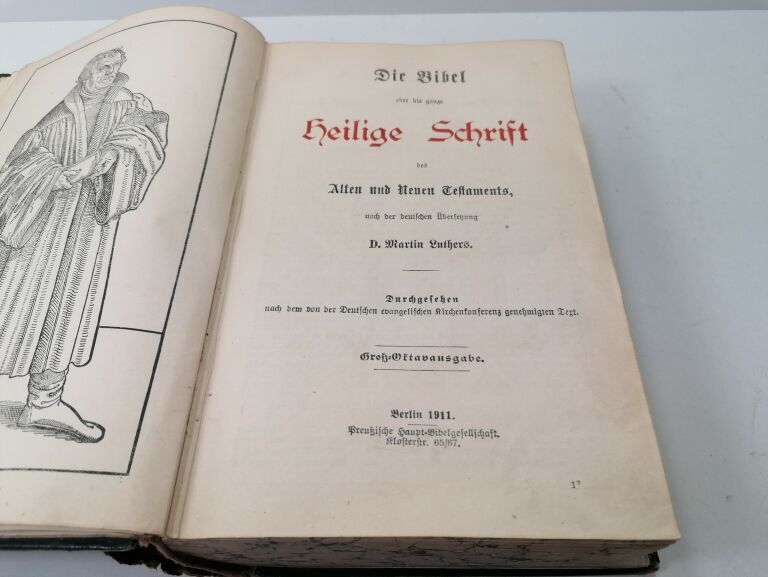 Die Bibel
oder die ganze
Heilige Schrift
des
Alten und Neuen Testaments,
nach der deutschen Übersetzung
D. Martin Luthers.
Durchgesehen
nach dem von der Deutschen evangelischen Kirchenkonferenz genehmigten Text.
Groß-Oktavausgabe.
Berlin 1911.
Preußische Haupt-Bibelgesellschaft.
Klosterstr. 65/67.